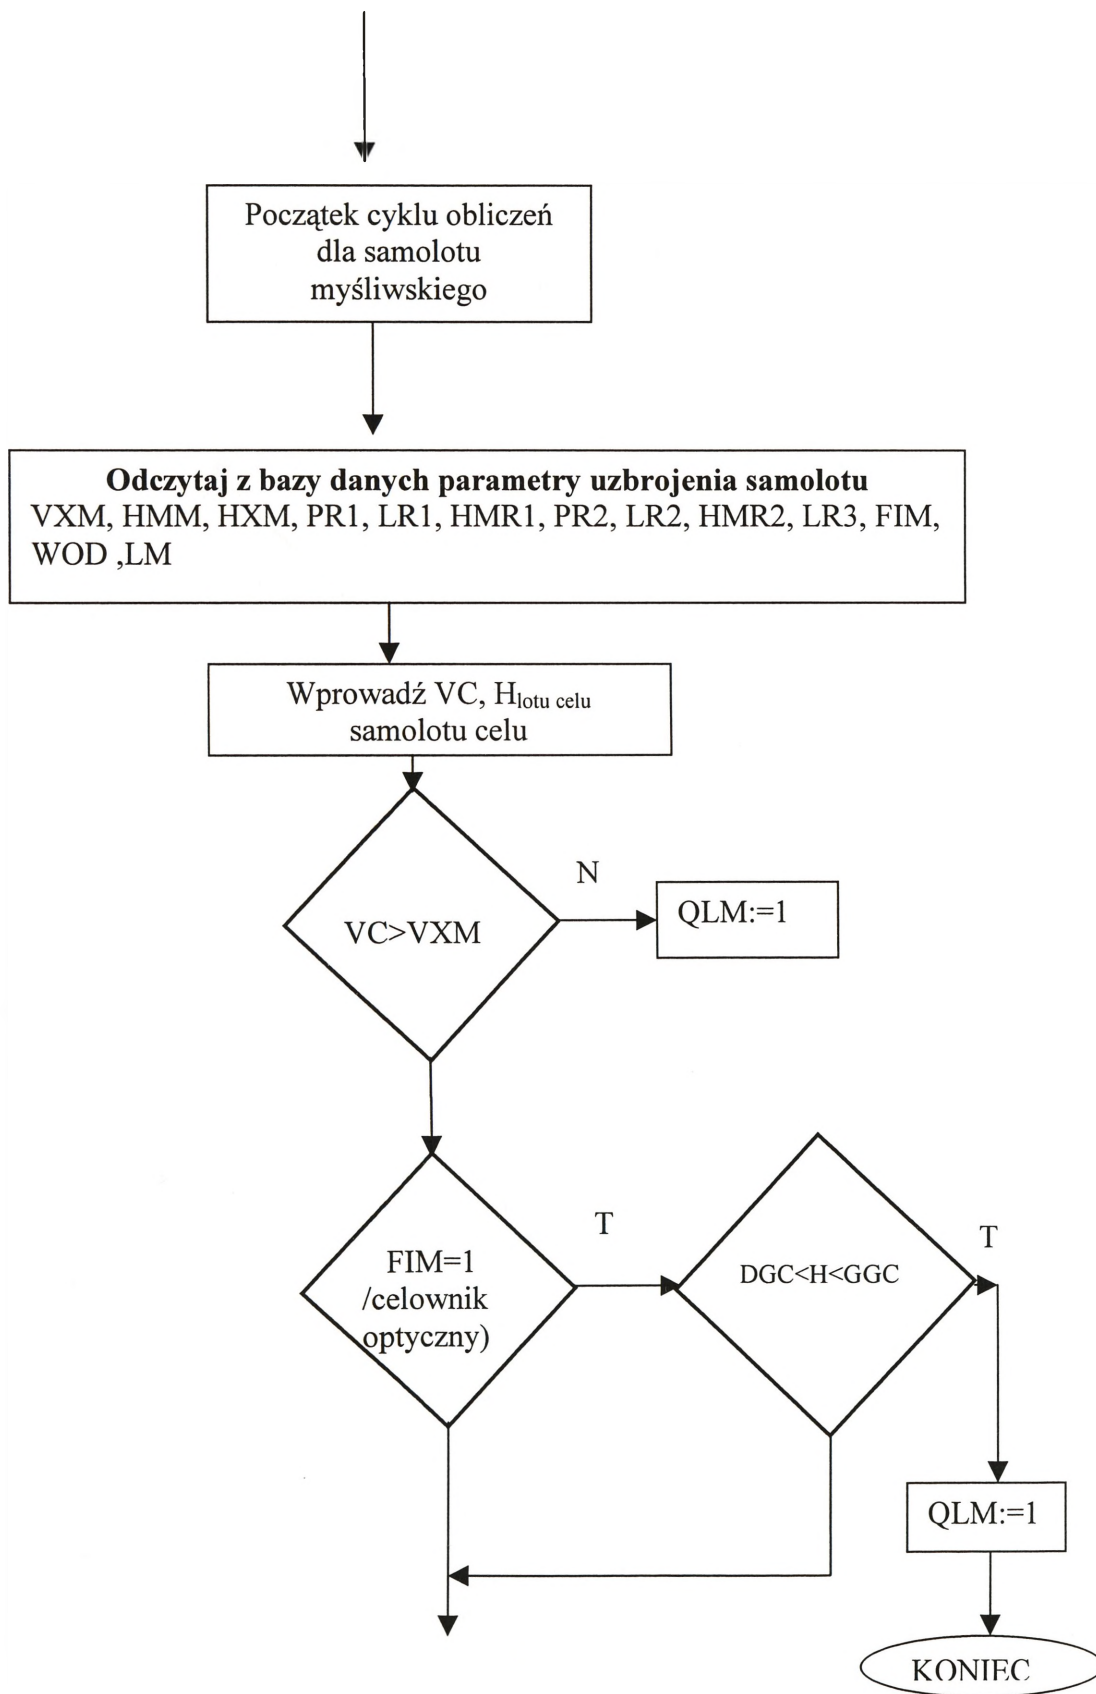 Początek cyklu obliczeń
dla samolotu
myśliwskiego
Odczytaj z bazy danych parametry uzbrojenia samolotu
VXM, HMM, HXM, PR1, LR1, HMR1, PR2, LR2, HMR2, LR3, FIM,
WOD ,LM
Wprowadź VC, Hlotu celu
samolotu celu
VC>VXM
N
QLM:=1
FIM=1
/celownik
optyczny)
T
DGC<H<GGC
T
QLM:=1
KONIEC